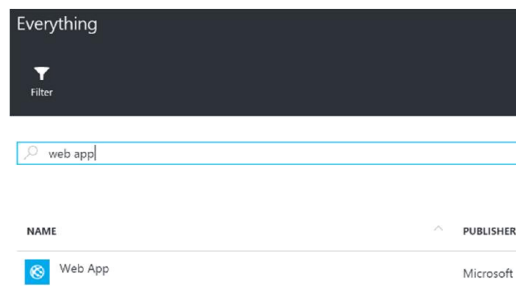 Everything
Filter
web app
NAME PUBLISHER
Web App Microsoft